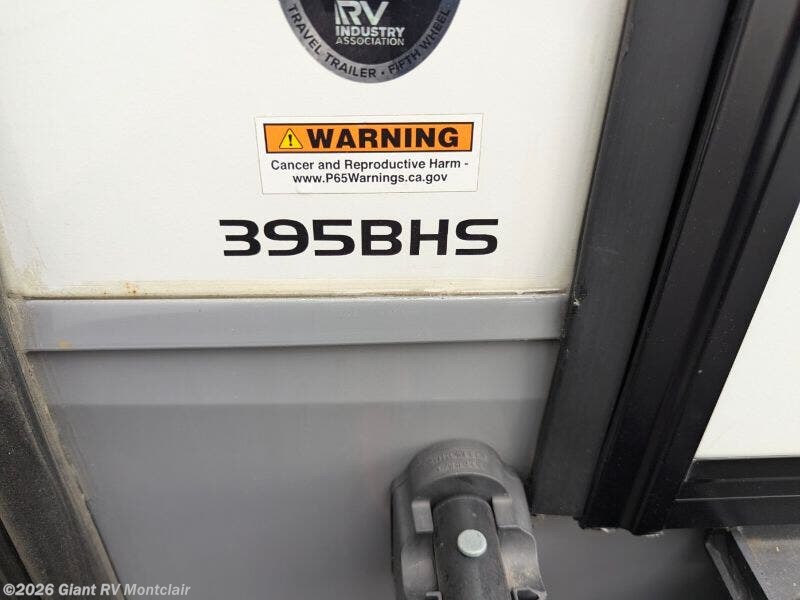 RV
INDUSTRY
ASSOCIATION
TRAVEL TRAILER • FIFTH WHEEL
WARNING
Cancer and Reproductive Harm -
www.P65Warnings.ca.gov
395BHS
©2026 Giant RV Montclair